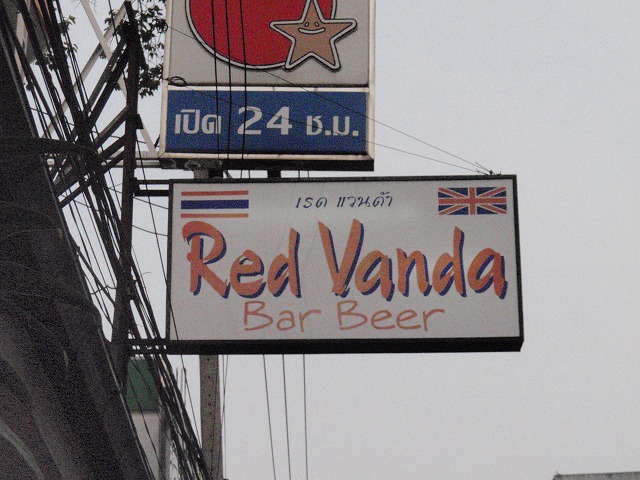 เปิด 24 ช.ม.
เรด แวนด้า
Red Vanda
Bar Beer